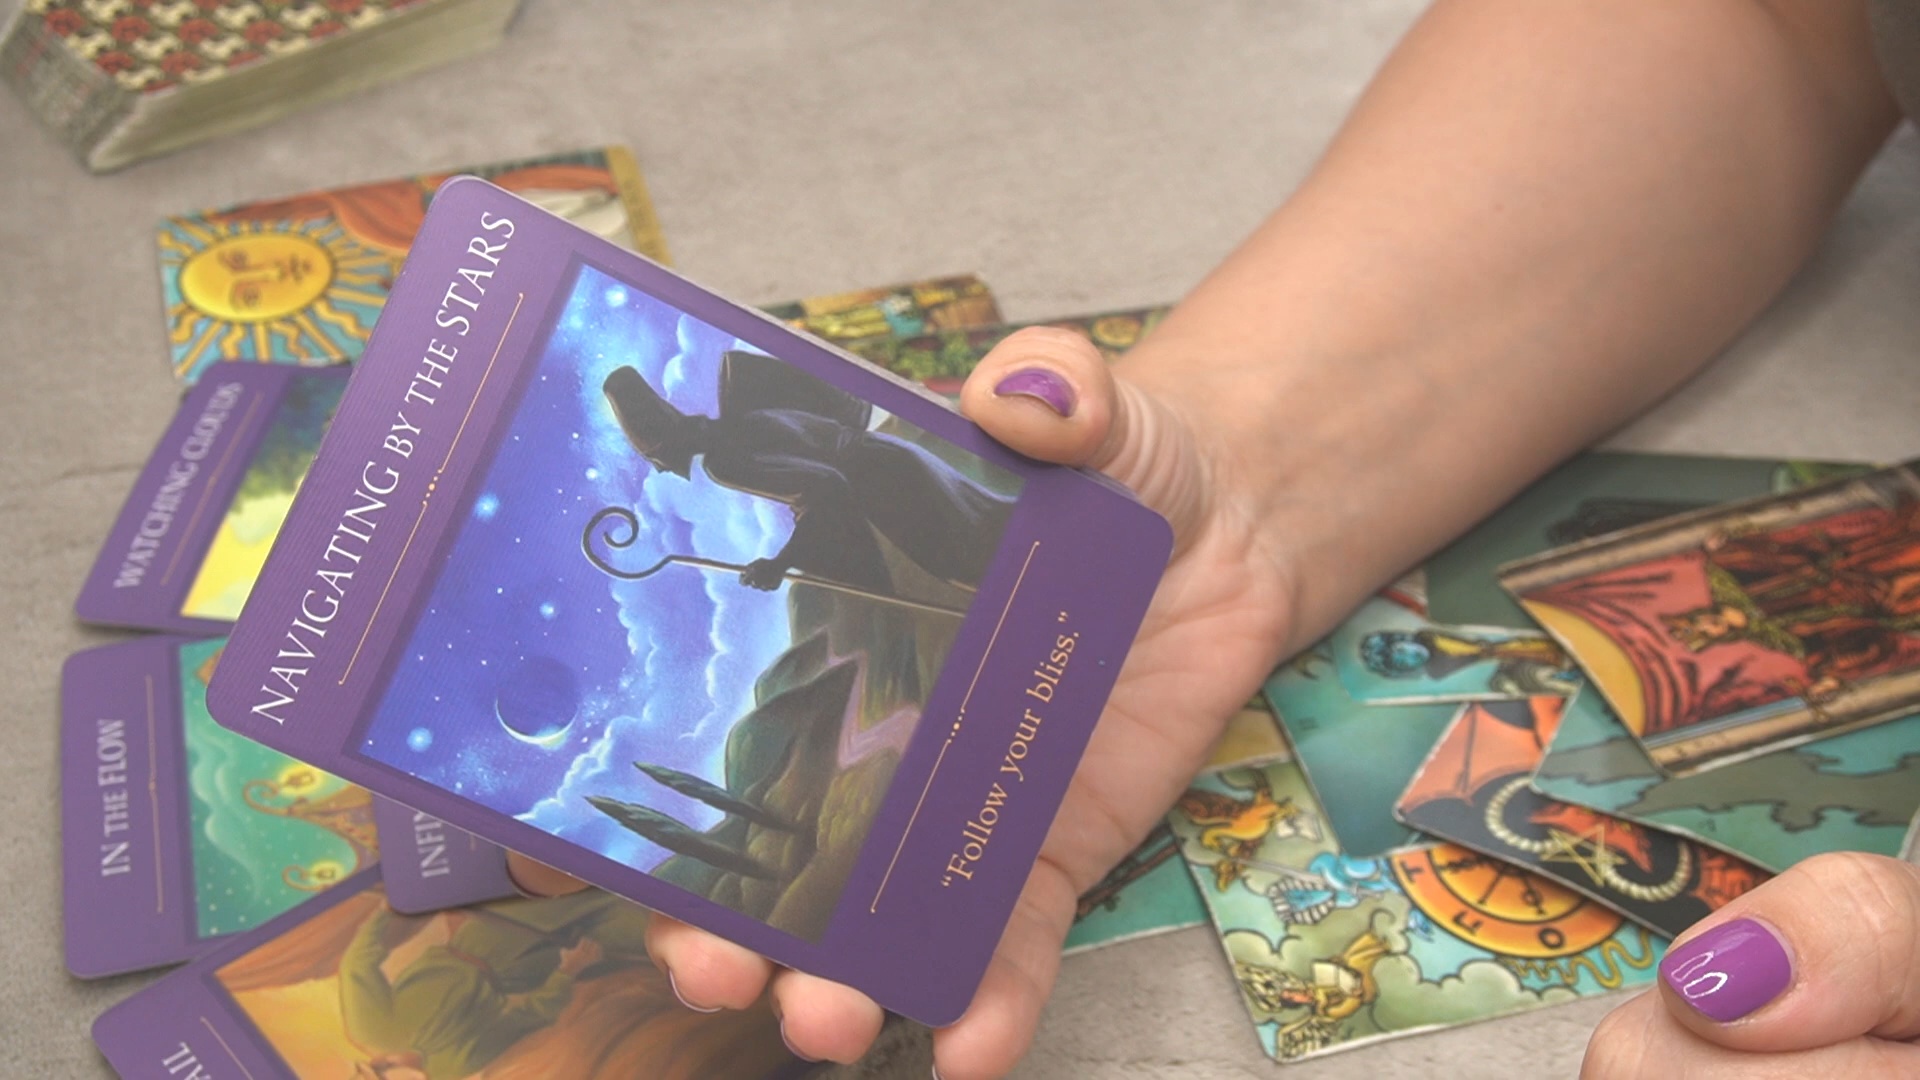 NAVIGATING BY THE STARS
“Follow your bliss.”
WATCHING CLOUDS
IN THE FLOW